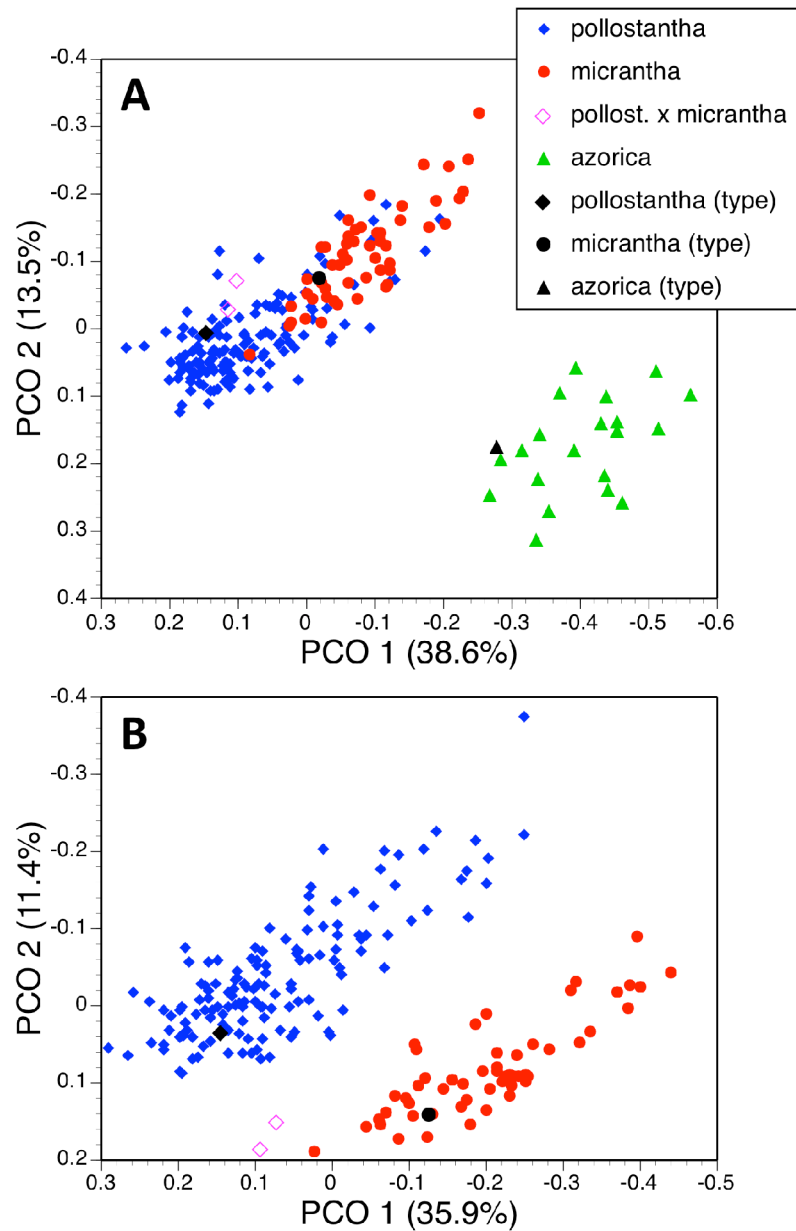 pollostantha
micrantha
pollost. x micrantha
azorica
pollostantha (type)
micrantha (type)
azorica (type)
A
-0.4
-0.3
-0.2
-0.1
0
0.1
0.2
0.3
0.4
PCO 2 (13.5%)
0.3 0.2 0.1 0 -0.1 -0.2 -0.3 -0.4 -0.5 -0.6
PCO 1 (38.6%)
B
-0.4
-0.3
-0.2
-0.1
0
0.1
0.2
PCO 2 (11.4%)
0.3 0.2 0.1 0 -0.1 -0.2 -0.3 -0.4 -0.5
PCO 1 (35.9%)